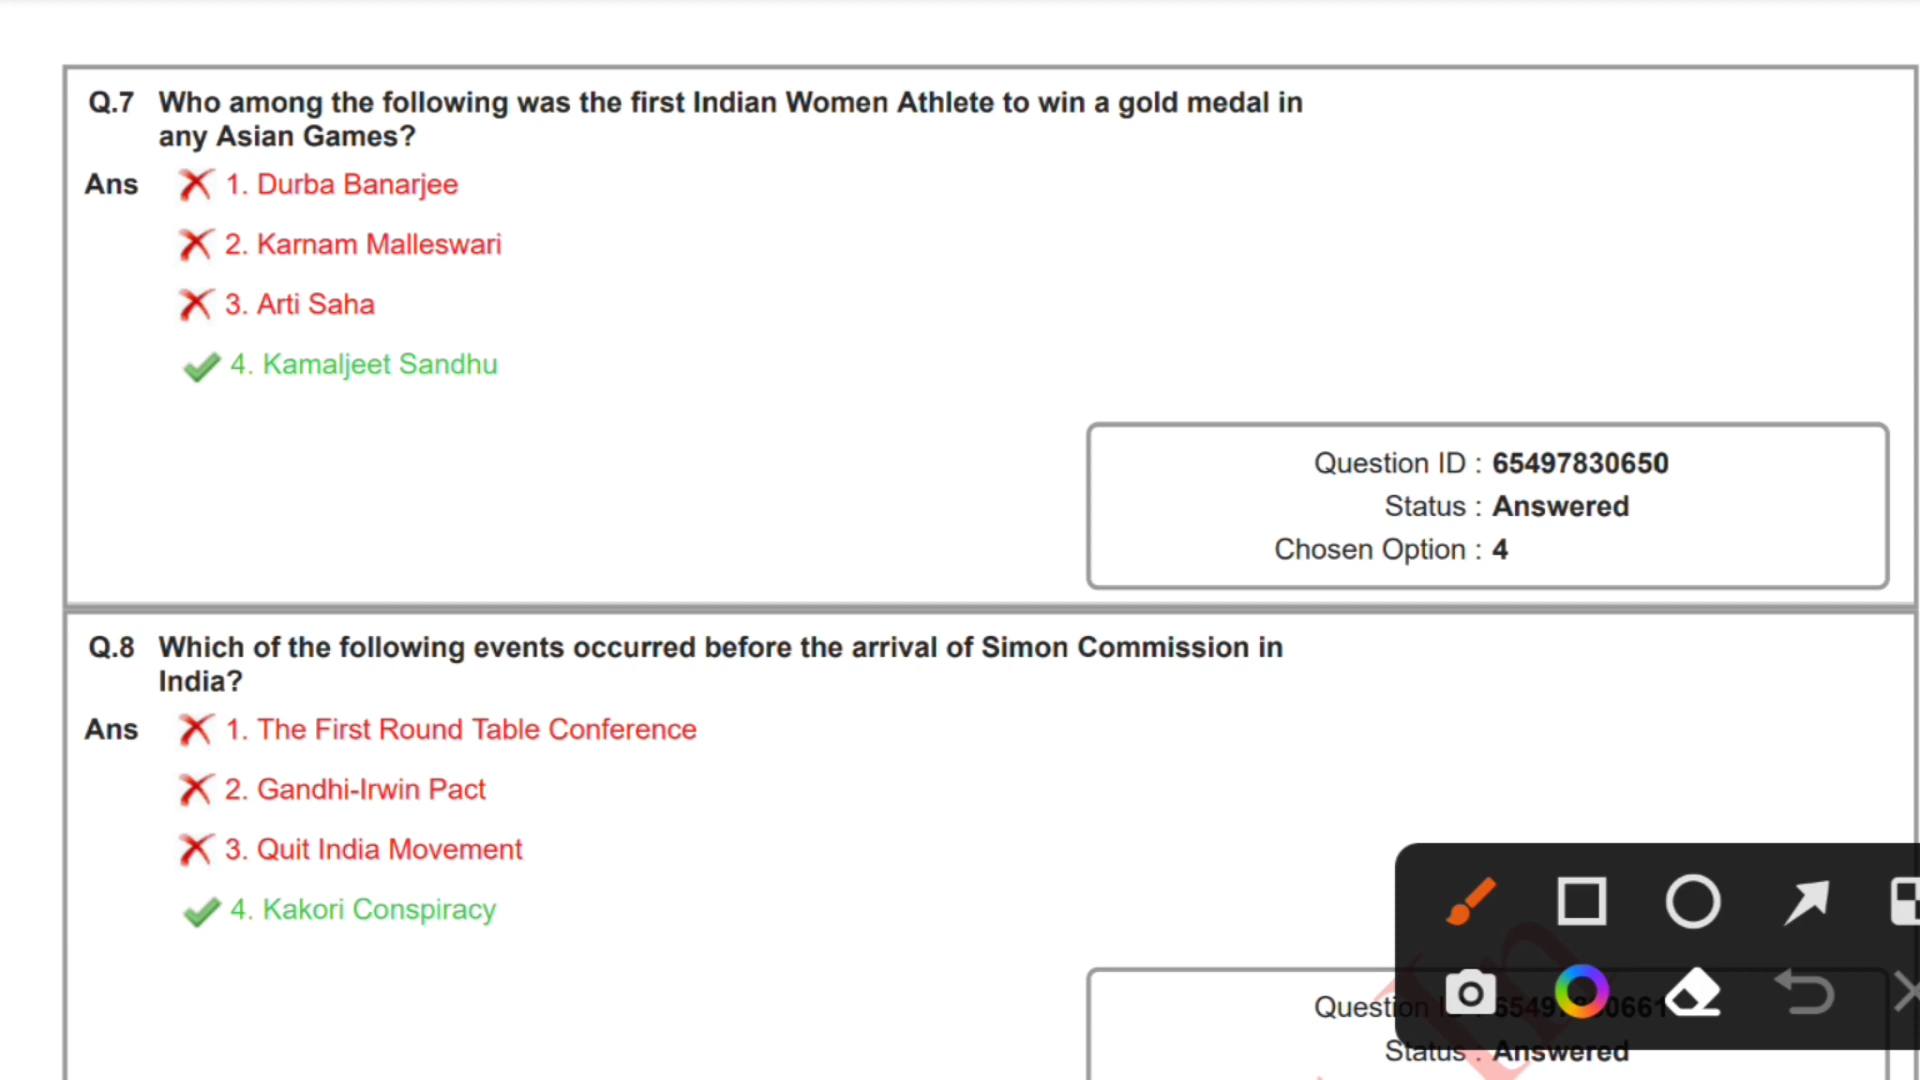 Q.7 Who among the following was the first Indian Women Athlete to win a gold medal in
any Asian Games?
Ans 1. Durba Banarjee
2. Karnam Malleswari
3. Arti Saha
4. Kamaljeet Sandhu
Question ID : 65497830650
Status : Answered
Chosen Option : 4
Q.8 Which of the following events occurred before the arrival of Simon Commission in
India?
Ans 1. The First Round Table Conference
2. Gandhi-Irwin Pact
3. Quit India Movement
4. Kakori Conspiracy
Question
Status : Answered